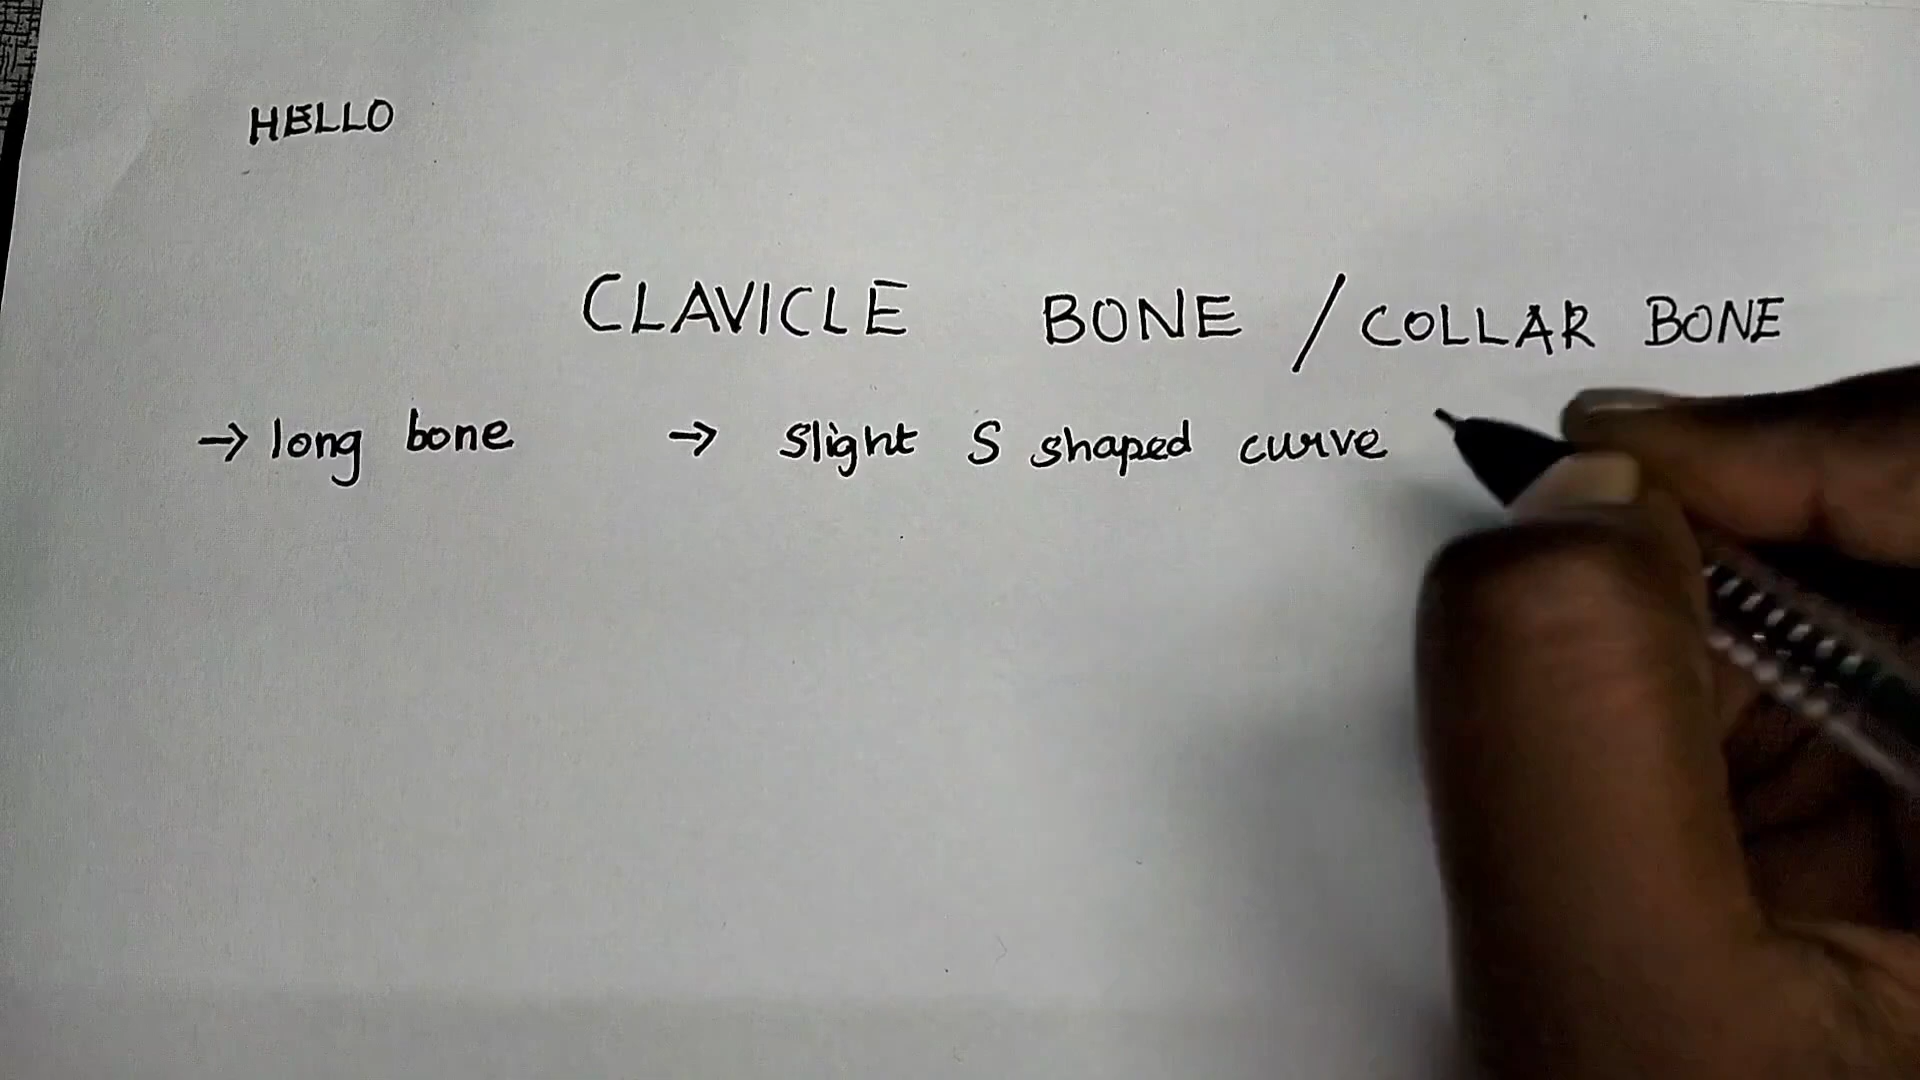 HELLO
CLAVICLE BONE / COLLAR BONE
→ long bone → Slight S shaped curve